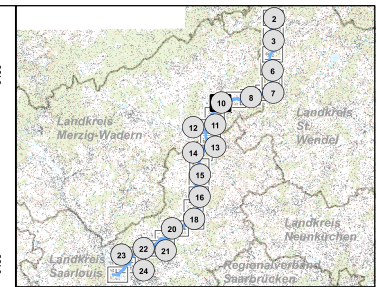 2
3
6
7
8
10
Landkreis
St.
Wendel
Landkreis
Merzig-Wadern
11
12
13
14
15
16
18
20
21
22
23
24
Landkreis
Neunkirchen
Landkreis
Saarlouis
Regionalverband
Saarbrücken